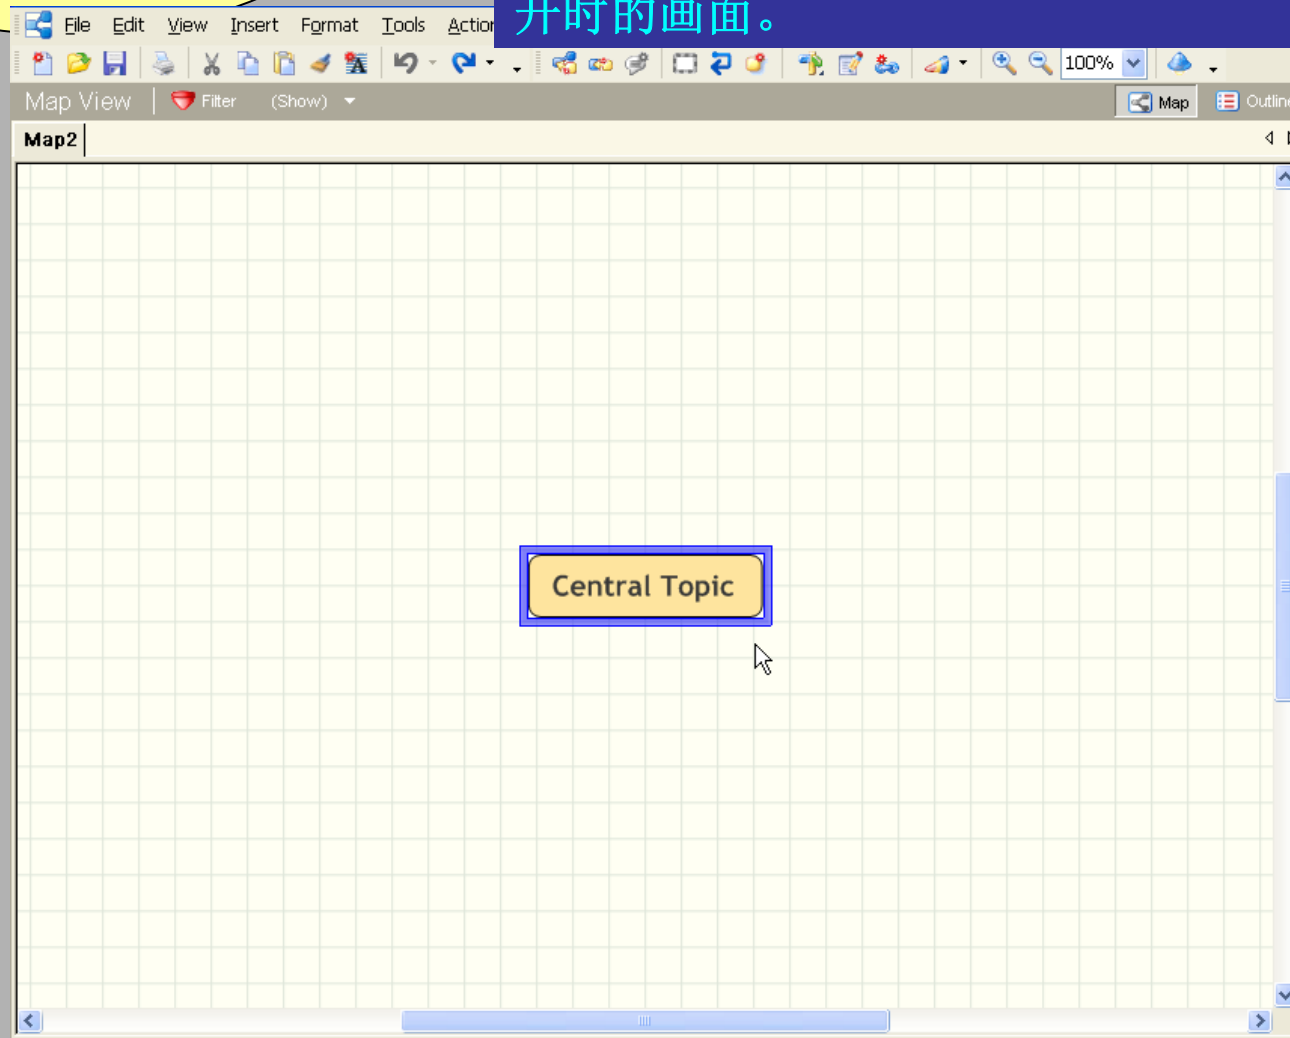 开时的画面。
File Edit View Insert Format Tools Action
100%
Map View Filter (Show) Map Outline
Map2
Central Topic